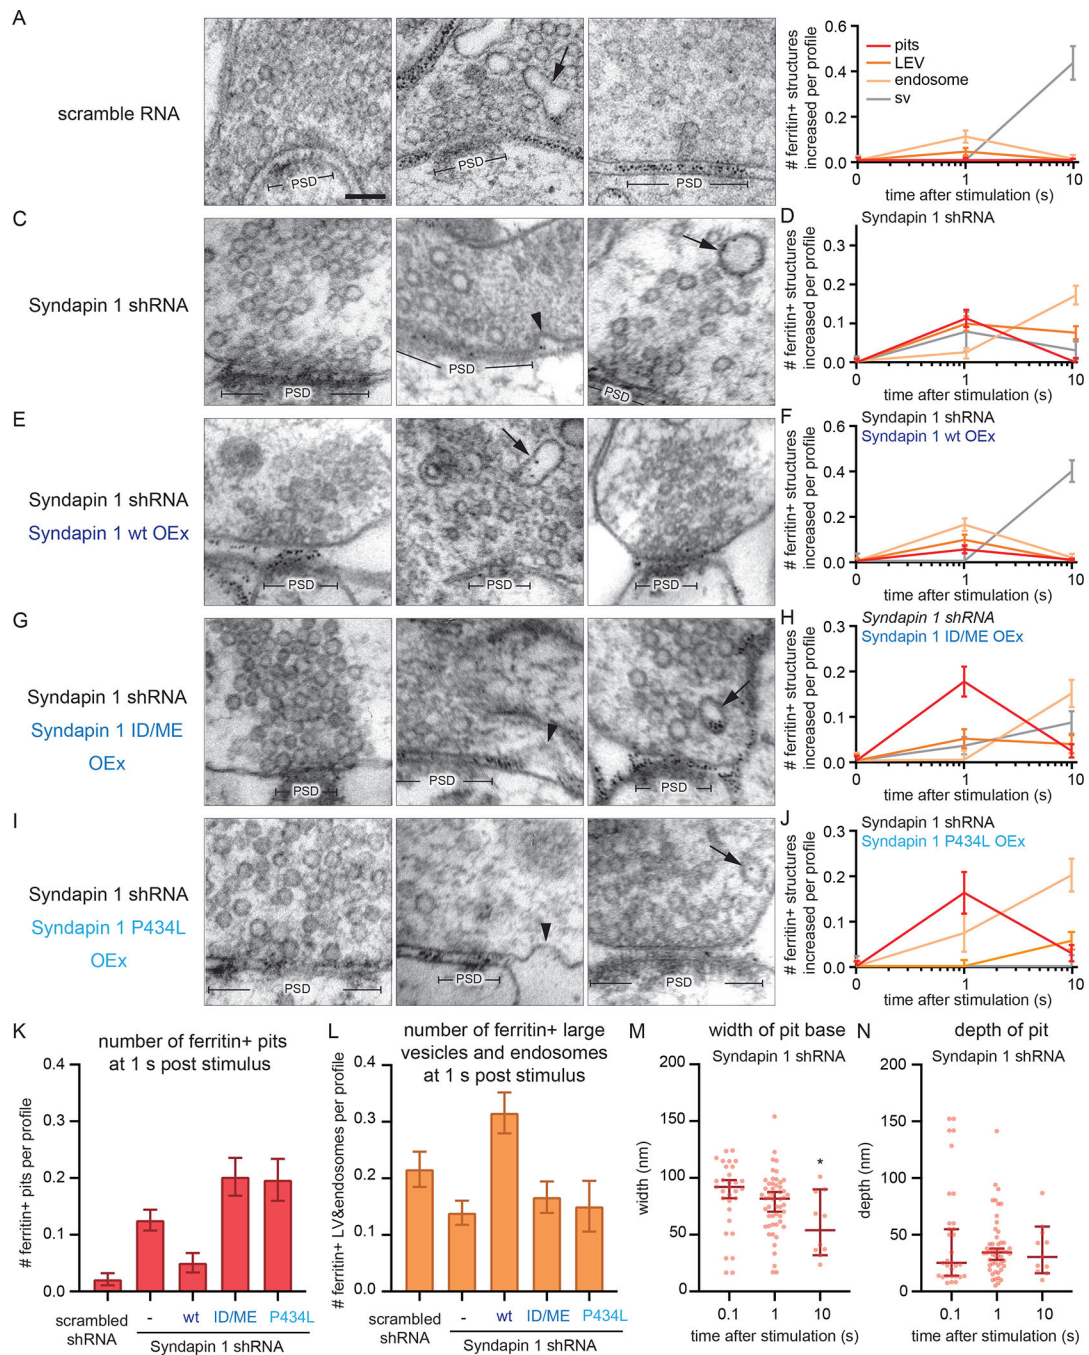 A
scramble RNA
PSD
PSD
PSD
# ferritin+ structures
increased per profile
0.6
0.4
0.2
0.0
pits
LEV
endosome
sv
0
1
10
time after stimulation (s)
C
Syndapin 1 shRNA
PSD
PSD
PSD
D
Syndapin 1 shRNA
# ferritin+ structures
increased per profile
0.3
0.2
0.1
0.0
0
1
10
time after stimulation (s)
E
Syndapin 1 shRNA
Syndapin 1 wt OEx
PSD
PSD
PSD
F
Syndapin 1 shRNA
Syndapin 1 wt OEx
# ferritin+ structures
increased per profile
0.6
0.4
0.2
0.0
0
1
10
time after stimulation (s)
G
Syndapin 1 shRNA
Syndapin 1 ID/ME
OEx
PSD
PSD
PSD
H
Syndapin 1 shRNA
Syndapin 1 ID/ME OEx
# ferritin+ structures
increased per profile
0.3
0.2
0.1
0.0
0
1
10
time after stimulation (s)
I
Syndapin 1 shRNA
Syndapin 1 P434L
OEx
PSD
PSD
PSD
J
Syndapin 1 shRNA
Syndapin 1 P434L OEx
# ferritin+ structures
increased per profile
0.3
0.2
0.1
0.0
0
1
10
time after stimulation (s)
K
number of ferritin+ pits
at 1 s post stimulus
# ferritin+ pits per profile
0.4
0.3
0.2
0.1
0.0
scrambled
shRNA
-
wt
ID/ME
P434L
Syndapin 1 shRNA
L
number of ferritin+ large
vesicles and endosomes
at 1 s post stimulus
# ferritin+ LV&endosomes per profile
0.4
0.3
0.2
0.1
0.0
scrambled
shRNA
-
wt
ID/ME
P434L
Syndapin 1 shRNA
M
width of pit base
Syndapin 1 shRNA
width (nm)
200
150
100
50
0
*
0.1
1
10
time after stimulation (s)
N
depth of pit
Syndapin 1 shRNA
depth (nm)
200
150
100
50
0
0.1
1
10
time after stimulation (s)